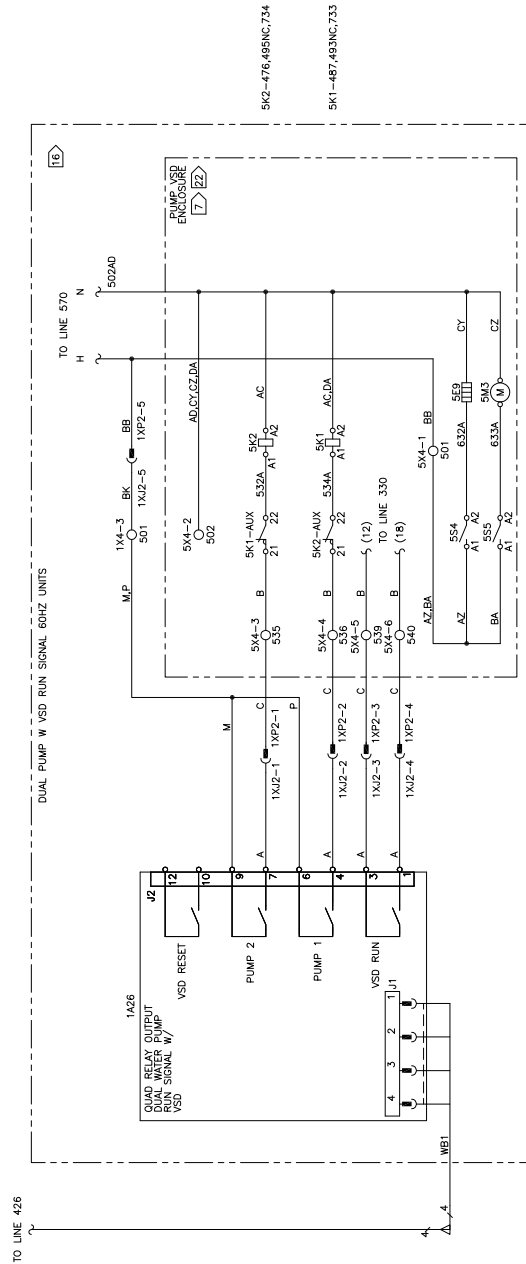 TO LINE 426
DUAL PUMP W VSD RUN SIGNAL 60HZ UNITS
16
TO LINE 570
H
N
502AD
1X4-3
501
BK
1XJ2-5
BB
1XP2-5
M,P
PUMP VSD
ENCLOSURE
7
22
5X4-2
502
AD,CY,CZ,DA
1A26
QUAD RELAY OUTPUT
DUAL WATER PUMP
RUN SIGNAL W/
VSD
J2
12
10
9
7
6
4
3
1
VSD RESET
PUMP 2
PUMP 1
VSD RUN
J1
4
3
2
1
WB1
4
4
M
A
1XJ2-1
1XP2-1
C
5X4-3
535
B
5K1-AUX
21
22
532A
5K2
A1
A2
AC
5K2-476,495NC,734
P
A
1XJ2-2
1XP2-2
C
5X4-4
536
B
5K2-AUX
21
22
534A
5K1
A1
A2
AC,DA
5K1-487,493NC,733
A
1XJ2-3
1XP2-3
C
5X4-5
539
B
(12)
TO LINE 330
A
1XJ2-4
1XP2-4
C
5X4-6
540
B
(18)
AZ,BA
5X4-1
501
BB
AZ
5S4
A1
A2
632A
5E9
CY
BA
5S5
A1
A2
633A
5M3
M
CZ